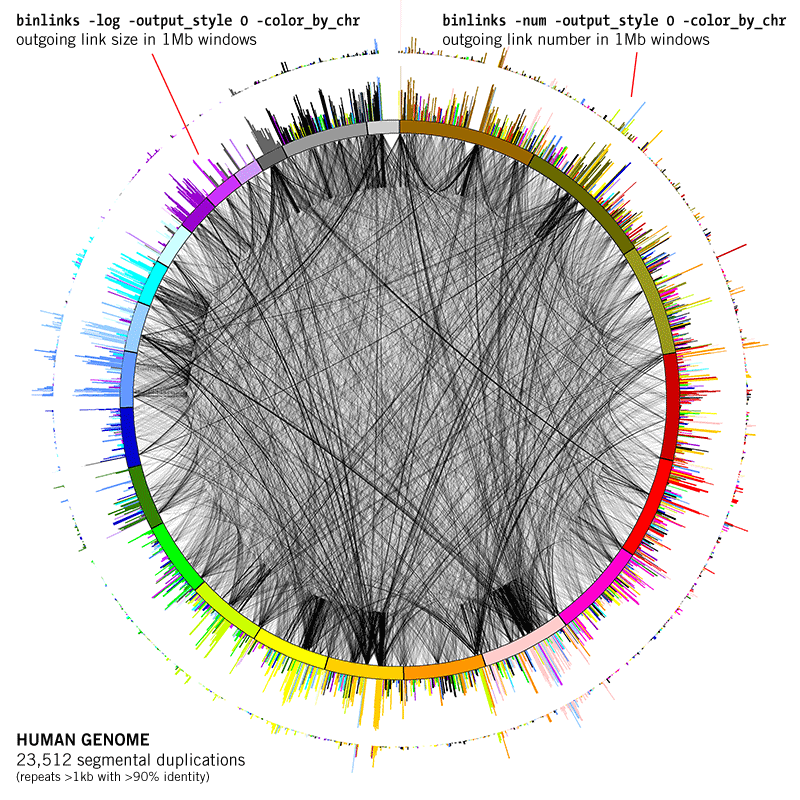 binlinks -log -output_style 0 -color_by_chr
outgoing link size in 1Mb windows
binlinks -num -output_style 0 -color_by_chr
outgoing link number in 1Mb windows
HUMAN GENOME
23,512 segmental duplications
(repeats >1kb with >90% identity)